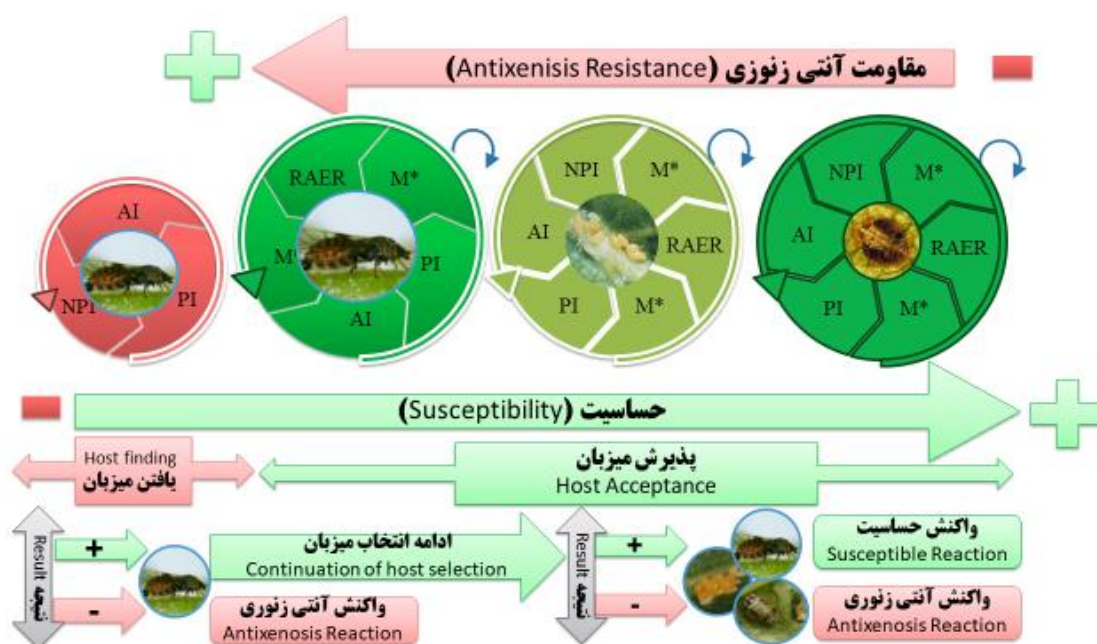 مقاومت آنتی زنوزی (Antixenisis Resistance)
AI
PI
NPI
RAER
M*
PI
AI
M*
NPI
M*
RAER
M*
PI
AI
NPI
M*
RAER
M*
PI
AI
حساسیت (Susceptibility)
Host finding
یافتن میزبان
پذیرش میزبان
Host Acceptance
نتیجه Result
+
-
ادامه انتخاب میزبان
Continuation of host selection
واکنش آنتی زنوری
Antixenosis Reaction
نتیجه Result
+
-
واکنش حساسیت
Susceptible Reaction
واکنش آنتی زنوری
Antixenosis Reaction